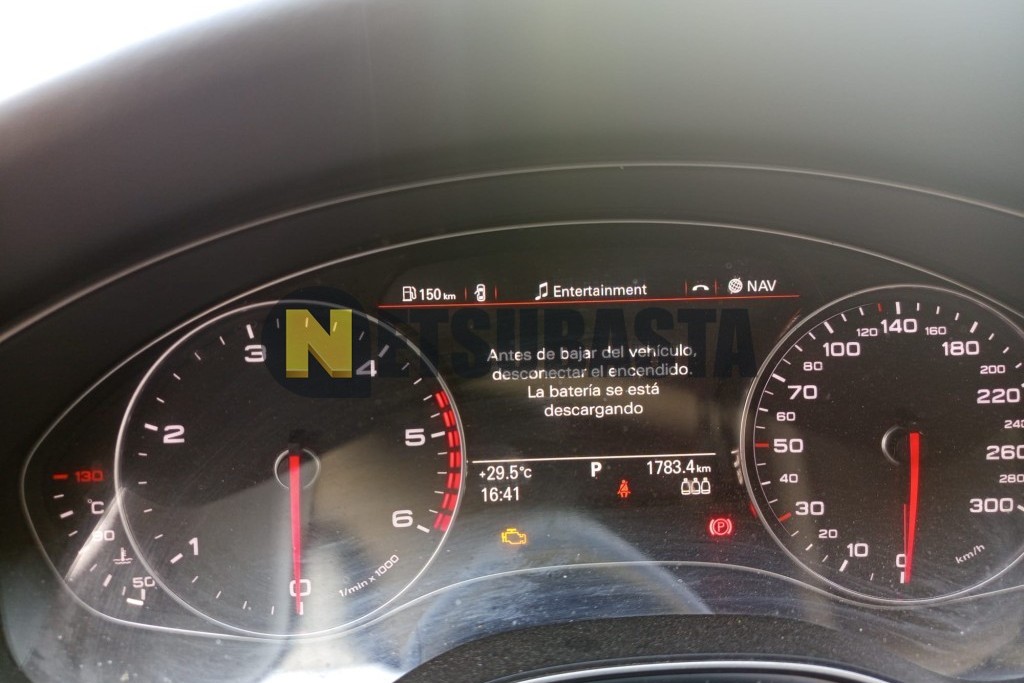 150 km Entertainment NAV
NETSUBASTA
Antes de bajar del vehículo,
desconectar el encendido.
La batería se está
descargando
+29.5°C P 1783.4 km
16:41
(P)
130
°C
90
50
0
1
2
3
4
5
6
1/min x 1000
0
10
20
30
40
50
60
70
80
100
120
140
160
180
200
220
240
260
280
300
km/h